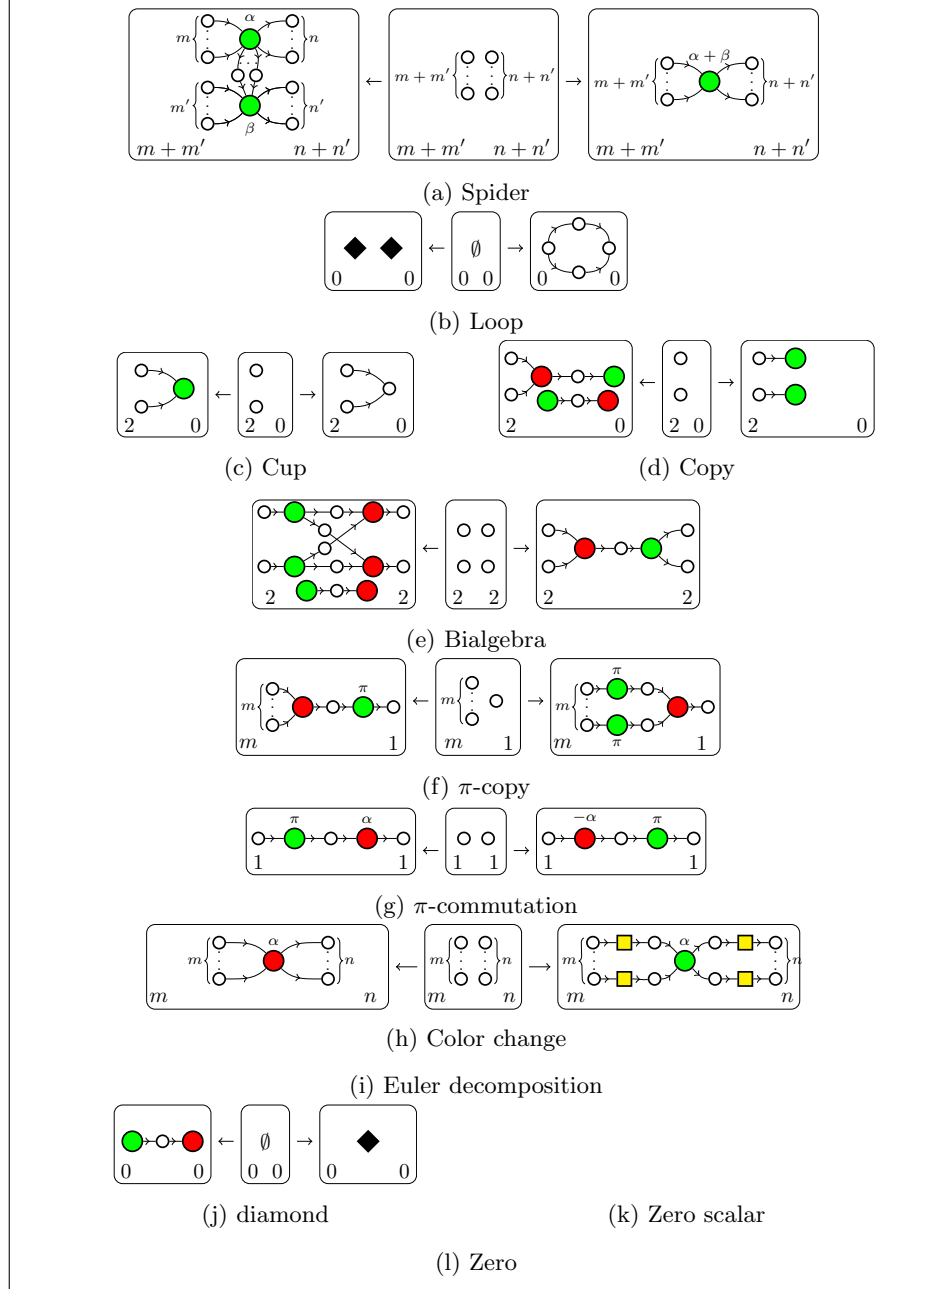 α
m n
m′ n′
β
m + m′ n + n′
←
m + m′ n + n′
m + m′ n + n′
→
α + β
m + m′ n + n′
m + m′ n + n′
(a) Spider
0 0 ← ∅ 0 0 → 0 0
(b) Loop
2 0 ← 2 0 → 2 0
(c) Cup
2 0 ← 2 0 → 2 0
(d) Copy
2 2 ← 2 2 → 2 2
(e) Bialgebra
π
m
m 1
←
m
m 1
→
π
m
π
m 1
(f) π-copy
π α
1 1
←
1 1
→
−α π
1 1
(g) π-commutation
α
m n
m n
←
m n
m n
→
α
m n
m n
(h) Color change
(i) Euler decomposition
0 0 ← ∅ 0 0 → 0 0
(j) diamond
(k) Zero scalar
(l) Zero